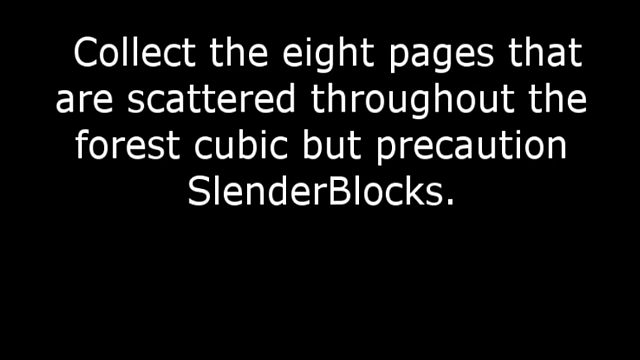 Collect the eight pages that
are scattered throughout the
forest cubic but precaution
SlenderBlocks.